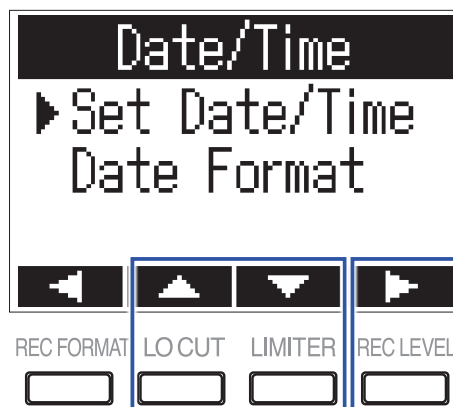 Date/Time
Set Date/Time
Date Format
REC FORMAT LO CUT LIMITER REC LEVEL